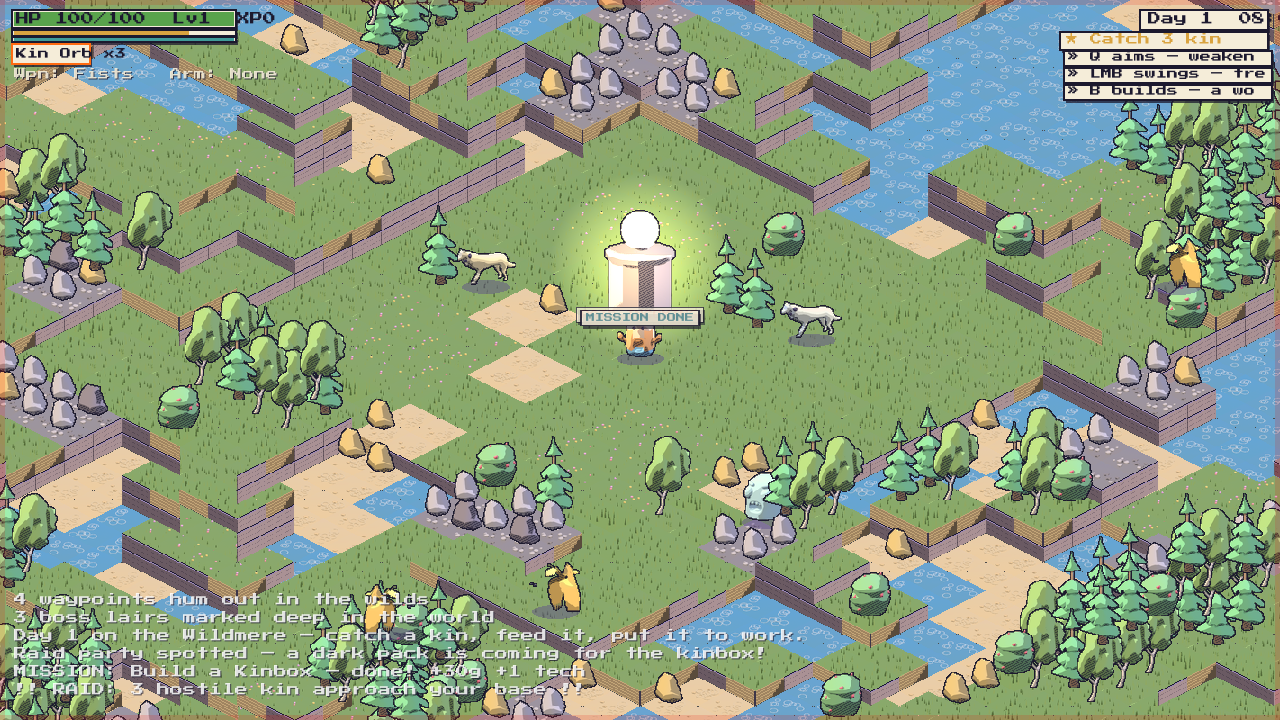 HP 100/100 Lv1 XP0
Day 1 08
Kin Orb x3
★ Catch 3 kin
» Q aims — weaken
Wpn: Fists Arm: None
» LMB swings — tre
» B builds — a wo
MISSION DONE
4 waypoints hum out in the wilds
3 boss lairs marked deep in the world
Day 1 on the Wildmere — catch a kin, feed it, put it to work.
Raid party spotted — a dark pack is coming for the kinbox!
MISSION: Build a Kinbox — done. +30g +1 tech
!! RAID: 3 hostile kin approach your base !!